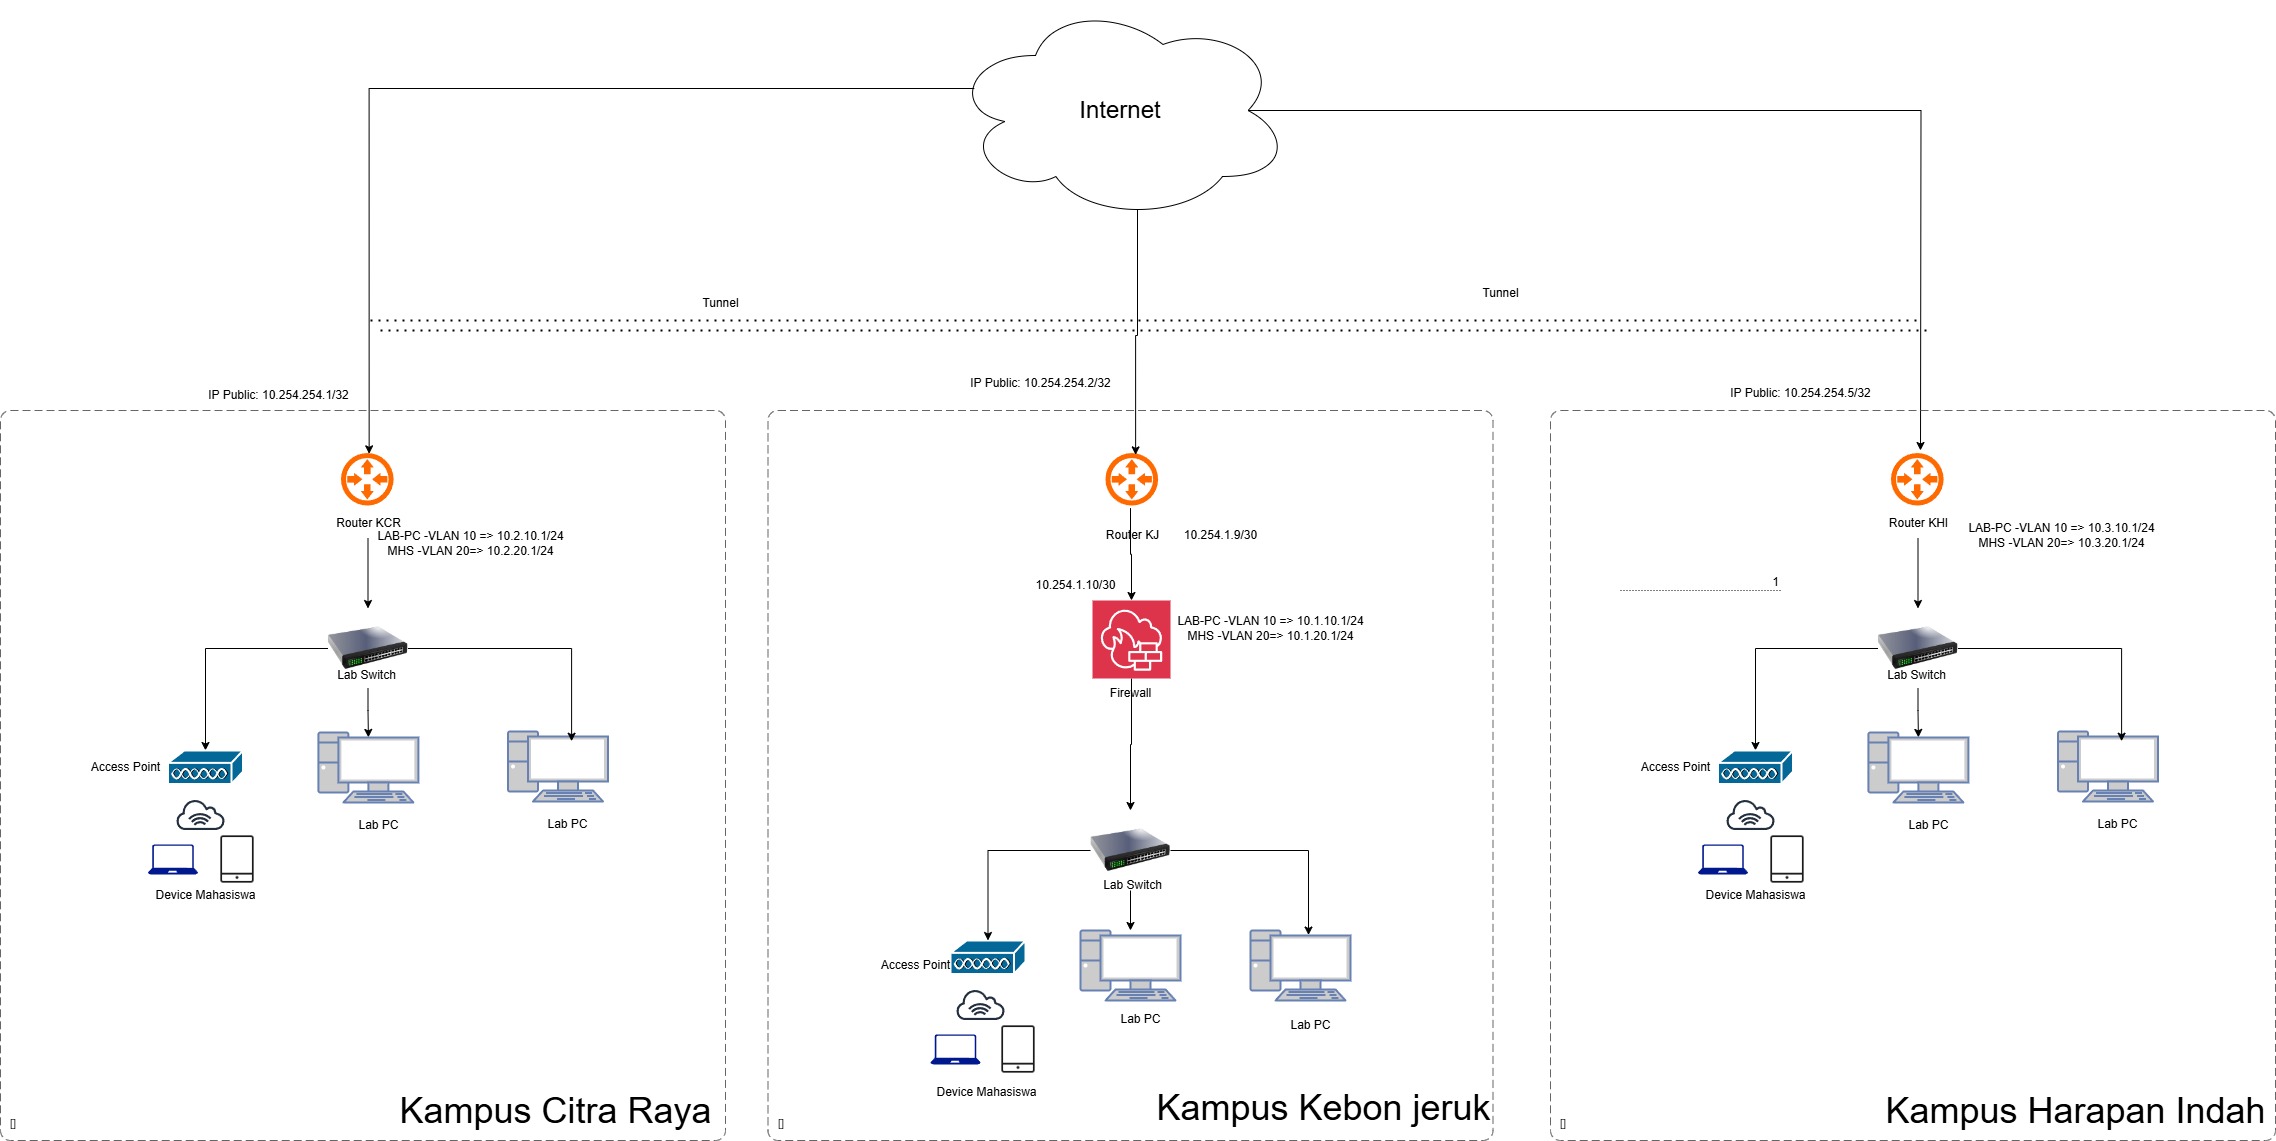 Internet
Tunnel
Tunnel
IP Public: 10.254.254.1/32
IP Public: 10.254.254.2/32
IP Public: 10.254.254.5/32
Router KCR
LAB-PC -VLAN 10 => 10.2.10.1/24
MHS -VLAN 20=> 10.2.20.1/24
Lab Switch
Access Point
Lab PC
Lab PC
Device Mahasiswa
Kampus Citra Raya
Router KJ
10.254.1.9/30
10.254.1.10/30
LAB-PC -VLAN 10 => 10.1.10.1/24
MHS -VLAN 20=> 10.1.20.1/24
Firewall
Lab Switch
Access Point
Lab PC
Lab PC
Device Mahasiswa
Kampus Kebon jeruk
Router KHI
LAB-PC -VLAN 10 => 10.3.10.1/24
MHS -VLAN 20=> 10.3.20.1/24
1
Lab Switch
Access Point
Lab PC
Lab PC
Device Mahasiswa
Kampus Harapan Indah